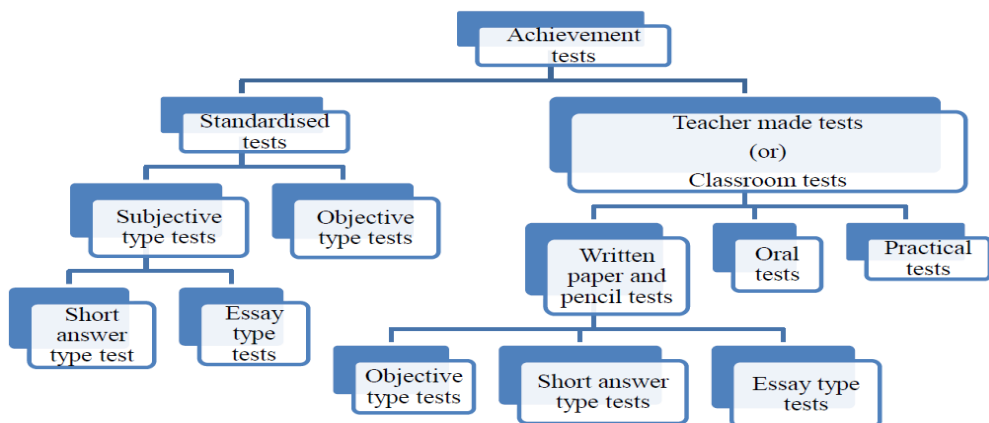 Achievement
tests
Standardised
tests
Teacher made tests
(or)
Classroom tests
Subjective
type tests
Objective
type tests
Written
paper and
pencil tests
Oral
tests
Practical
tests
Short
answer
type test
Essay
type
tests
Objective
type tests
Short answer
type tests
Essay type
tests